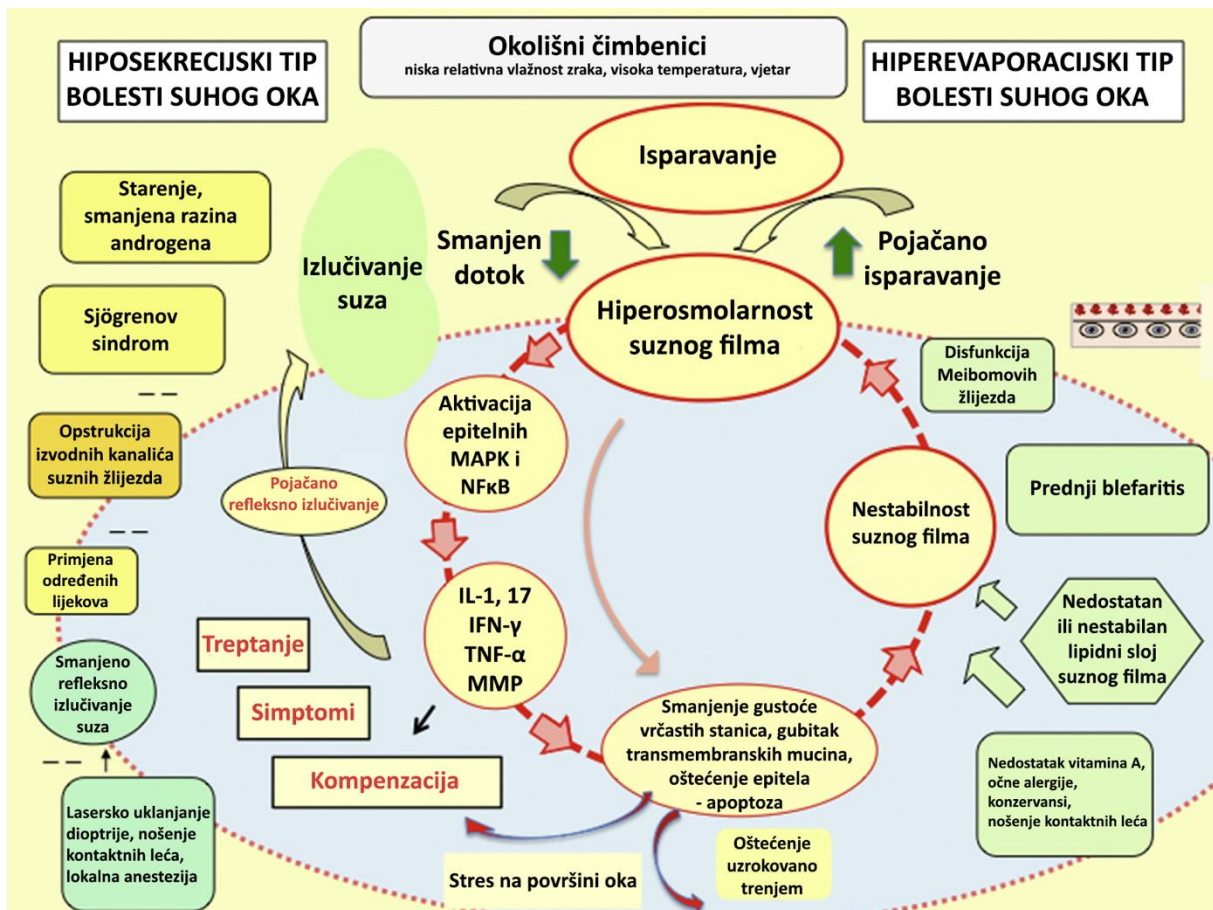 HIPOSEKRECIJSKI TIP
BOLESTI SUHOG OKA
Okolišni čimbenici
niska relativna vlažnost zraka, visoka temperatura, vjetar
HIPEREVAPORACIJSKI TIP
BOLESTI SUHOG OKA
Isparavanje
Starenje,
smanjena razina
androgena
Izlučivanje
suza
Smanjen
dotok
Pojačano
isparavanje
Hiperosmolarnost
suznog filma
Sjögrenov
sindrom
Disfunkcija
Meibomovih
žlijezda
Aktivacija
epitelnih
MAPK i
NFκB
Opstrukcija
izvodnih kanalića
suznih žlijezda
Pojačano
refleksno izlučivanje
Prednji blefaritis
Nestabilnost
suznog filma
Primjena
određenih
lijekova
IL-1, 17
IFN-γ
TNF-α
MMP
Nedostatan
ili nestabilan
lipidni sloj
suznog filma
Treptanje
Smanjeno
refleksno
izlučivanje
suza
Simptomi
Smanjenje gustoće
vrčastih stanica, gubitak
transmembranskih mucina,
oštećenje epitela
- apoptoza
Kompenzacija
Nedostatak vitamina A,
očne alergije,
konzervansi,
nošenje kontaktnih leća
Lasersko uklanjanje
dioptrije, nošenje
kontaktnih leća,
lokalna anestezija
Stres na površini oka
Oštećenje
uzrokovano
trenjem